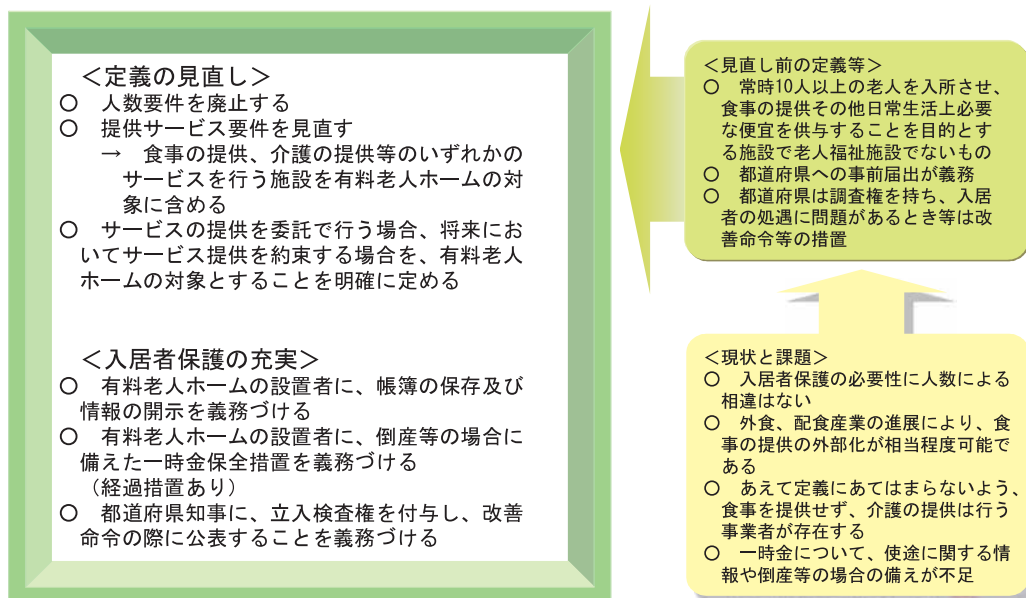 ＜定義の見直し＞
○　人数要件を廃止する
○　提供サービス要件を見直す
→　食事の提供、介護の提供等のいずれかの
サービスを行う施設を有料老人ホームの対
象に含める
○　サービスの提供を委託で行う場合、将来にお
いてサービス提供を約束する場合を、有料老人
ホームの対象とすることを明確に定める
＜入居者保護の充実＞
○　有料老人ホームの設置者に、帳簿の保存及び
情報の開示を義務づける
○　有料老人ホームの設置者に、倒産等の場合に
備えた一時金保全措置を義務づける
（経過措置あり）
○　都道府県知事に、立入検査権を付与し、改善
命令の際に公表することを義務づける
＜見直し前の定義等＞
○　常時10人以上の老人を入所させ、
食事の提供その他日常生活上必要
な便宜を供与することを目的とす
る施設で老人福祉施設でないもの
○　都道府県への事前届出が義務
○　都道府県は調査権を持ち、入居
者の処遇に問題があるとき等は改
善命令等の措置
＜現状と課題＞
○　入居者保護の必要性に人数による
相違はない
○　外食、配食産業の進展により、食
事の提供の外部化が相当程度可能で
ある
○　あえて定義にあてはまらないよう、
食事を提供せず、介護の提供は行う
事業者が存在する
○　一時金について、使途に関する情
報や倒産等の場合の備えが不足